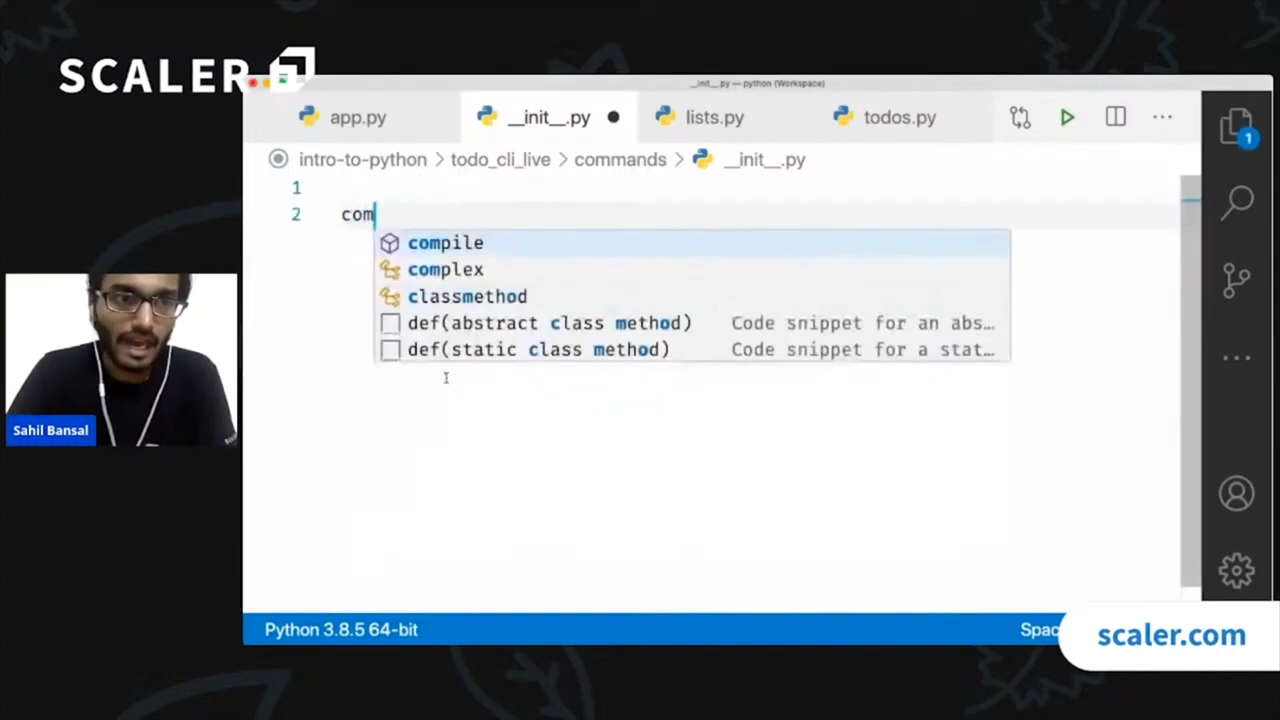 SCALER
__init__.py — python (Workspace)
app.py
__init__.py
lists.py
todos.py
1
intro-to-python > todo_cli_live > commands > __init__.py
1
2 com
compile
complex
classmethod
def(abstract class method) Code snippet for an abs…
def(static class method) Code snippet for a stat…
Sahil Bansal
Python 3.8.5 64-bit
Spac
scaler.com